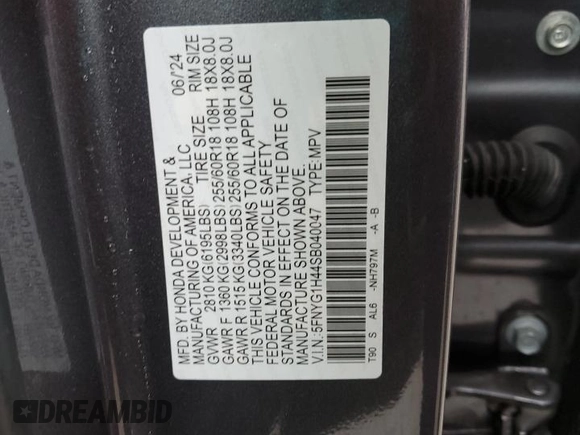 MFD. BY HONDA DEVELOPMENT & 06/'24
MANUFACTURING OF AMERICA, LLC
TIRE SIZE RIM SIZE
GVWR 2810 KG(6195LBS)
GAWR F 1360 KG(2998LBS) 255/60R18 108H 18X8.0J
GAWR R 1515 KG(3340LBS) 255/60R18 108H 18X8.0J
THIS VEHICLE CONFORMS TO ALL APPLICABLE
FEDERAL MOTOR VEHICLE SAFETY
STANDARDS IN EFFECT ON THE DATE OF
MANUFACTURE SHOWN ABOVE.
V.I.N.:5FNYG1H44SB040047 TYPE:MPV
T90 S AL6 -NH797M -A -B
DREAMBID